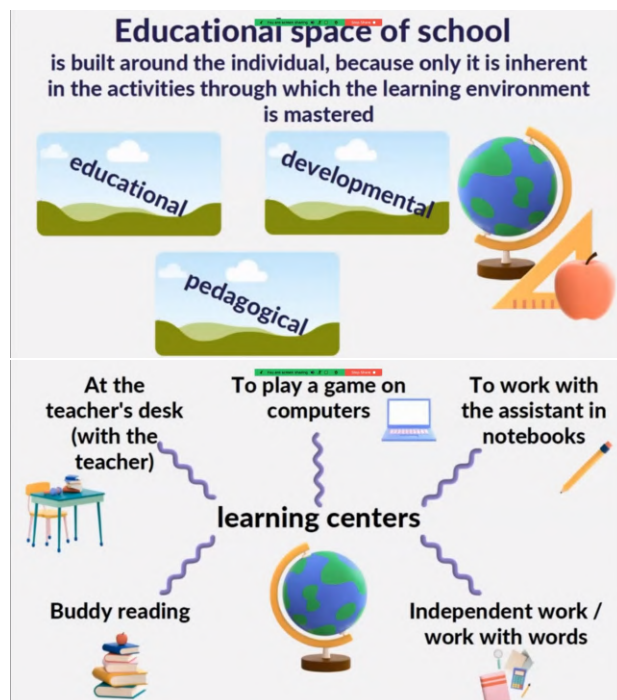 Educational space of school
is built around the individual, because only it is inherent
in the activities through which the learning environment
is mastered
educational
developmental
pedagogical
At the
teacher's desk
(with the
teacher)
To play a game on
computers
To work with
the assistant in
notebooks
learning centers
Buddy reading
Independent work /
work with words